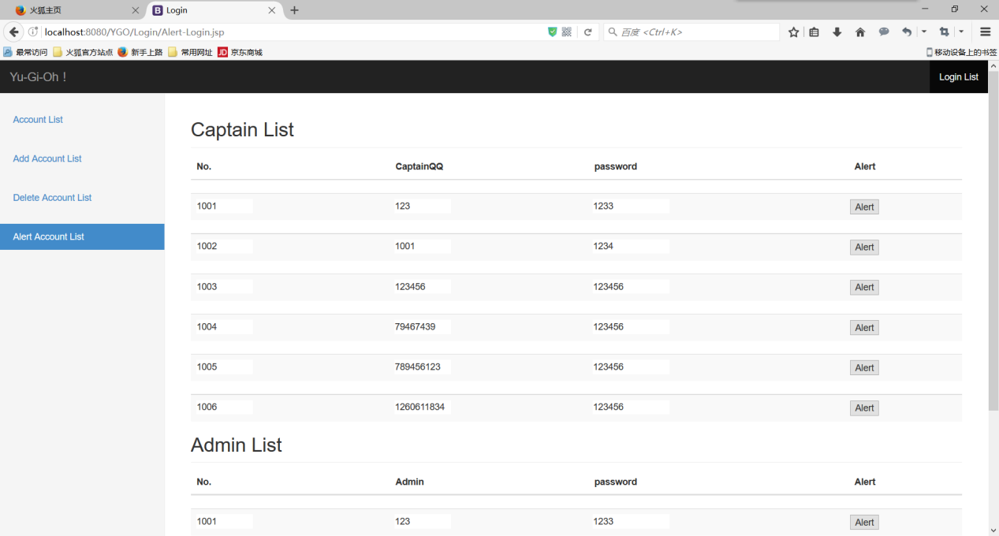 火狐主页 Login
localhost:8080/YGO/Login/Alert-Login.jsp 百度 <Ctrl+K>
最常访问 火狐官方站点 新手上路 常用网址 JD 京东商城 移动设备上的书签
Yu-Gi-Oh！ Login List
Account List
Add Account List
Delete Account List
Alert Account List
Captain List
No. CaptainQQ password Alert
1001 123 1233 Alert
1002 1001 1234 Alert
1003 123456 123456 Alert
1004 79467439 123456 Alert
1005 789456123 123456 Alert
1006 1260611834 123456 Alert
Admin List
No. Admin password Alert
1001 123 1233 Alert